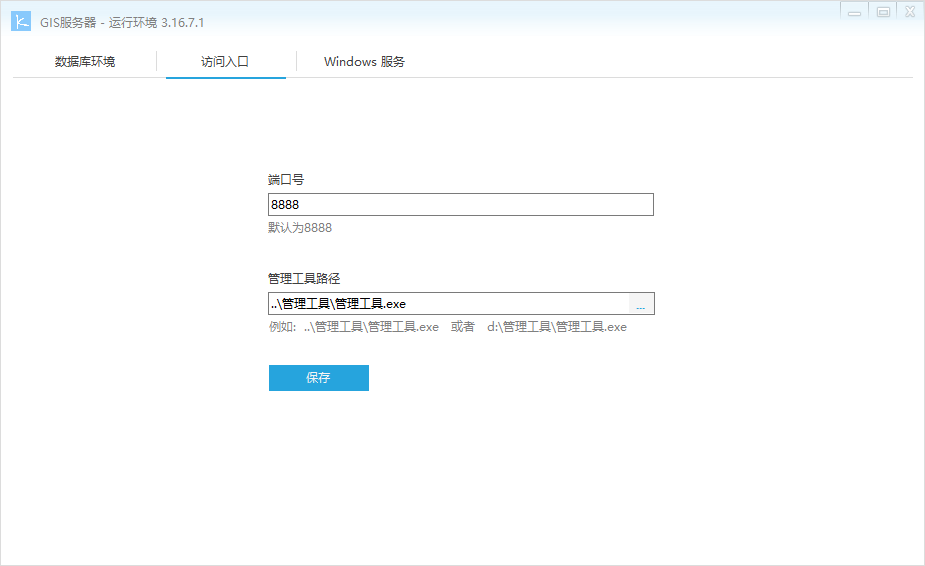 GIS服务器 - 运行环境 3.16.7.1
数据库环境 访问入口 Windows 服务
端口号
8888
默认为8888
管理工具路径
..\管理工具\管理工具.exe ...
例如: ..\管理工具\管理工具.exe 或者 d:\管理工具\管理工具.exe
保存